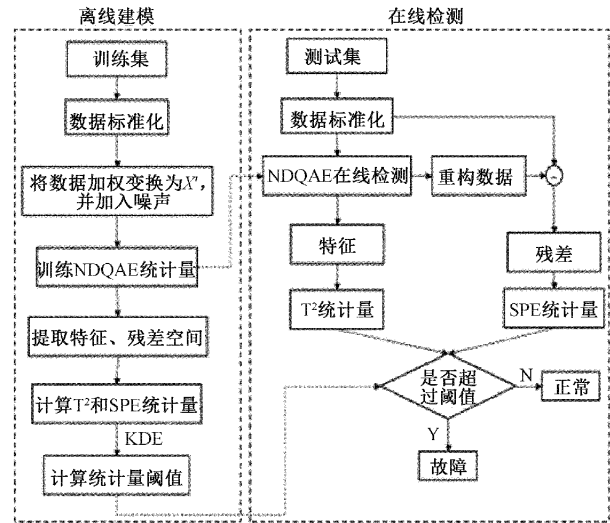 离线建模
训练集
数据标准化
将数据加权变换为X',
并加入噪声
训练NDQAE统计量
提取特征、残差空间
计算T²和SPE统计量
KDE
计算统计量阈值
在线检测
测试集
数据标准化
NDQAE在线检测
重构数据
-
特征
残差
T²统计量
SPE统计量
是否超
过阈值
N
正常
Y
故障